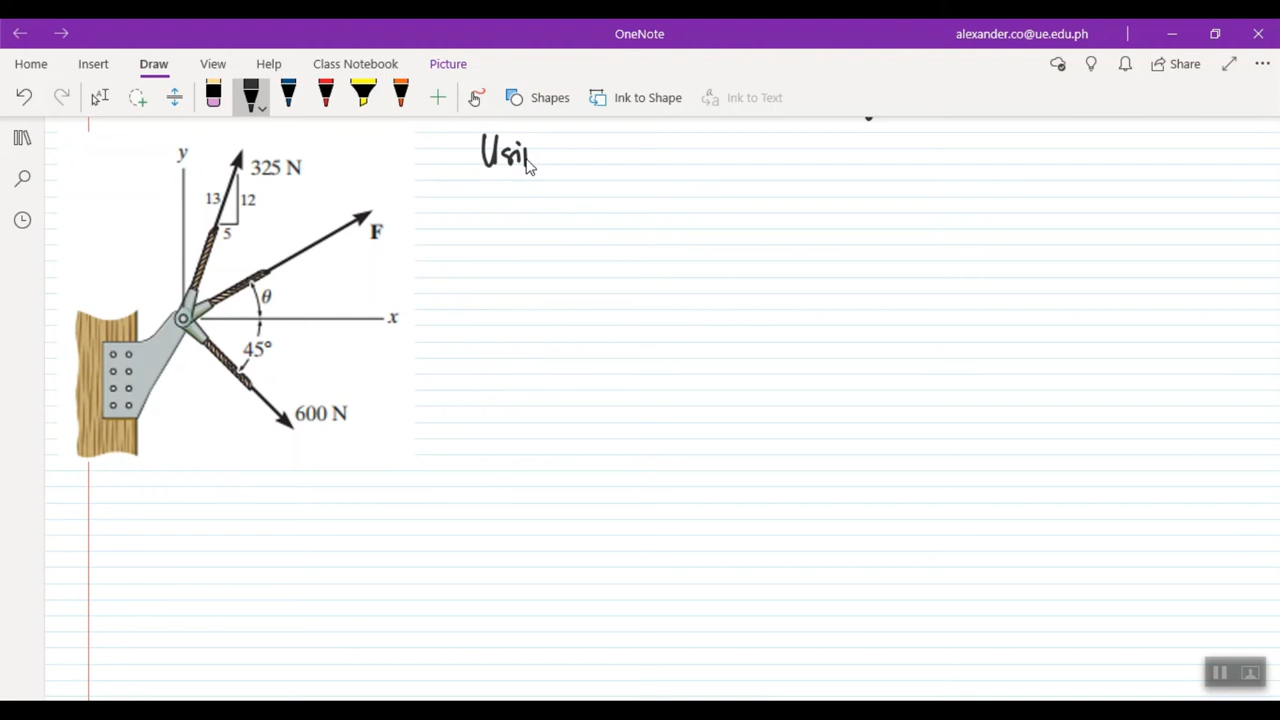 OneNote
alexander.co@ue.edu.ph
Home Insert Draw View Help Class Notebook Picture
Share
Shapes Ink to Shape Ink to Text
Usin
y
325 N
13 12
5
F
θ
x
45°
600 N